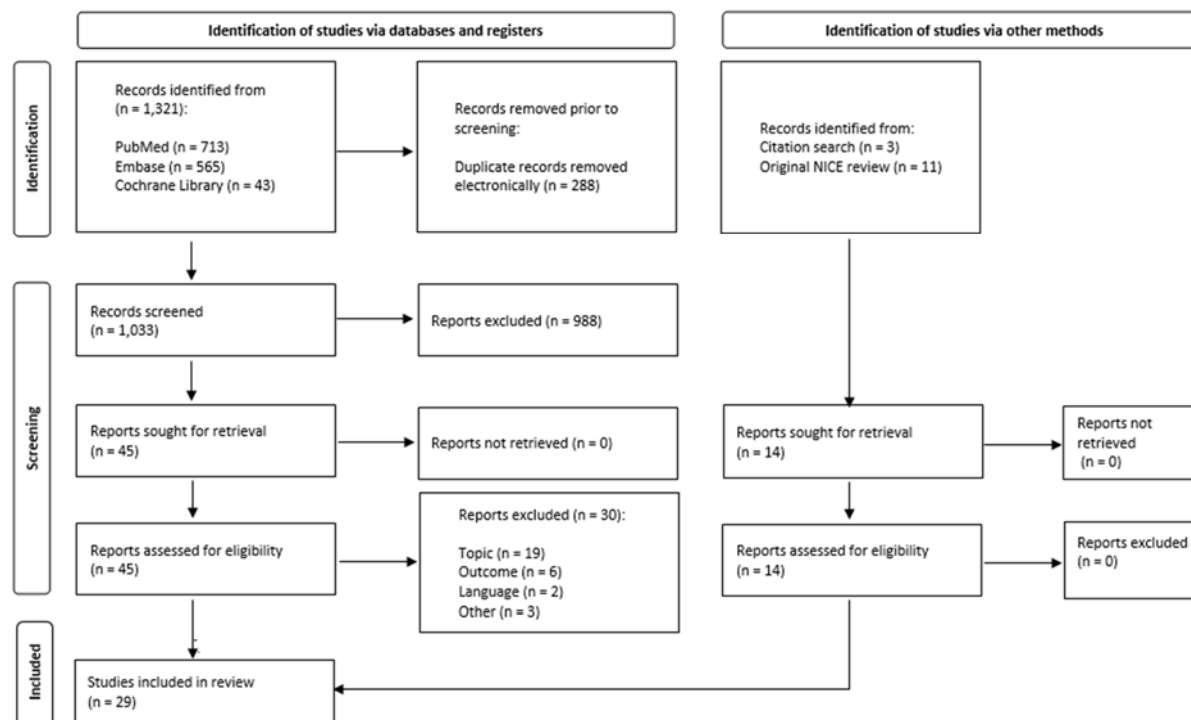 Identification of studies via databases and registers
Identification of studies via other methods
Identification
Records identified from
(n = 1,321):
PubMed (n = 713)
Embase (n = 565)
Cochrane Library (n = 43)
Records removed prior to
screening:
Duplicate records removed
electronically (n = 288)
Records identified from:
Citation search (n = 3)
Original NICE review (n = 11)
Screening
Records screened
(n = 1,033)
Reports excluded (n = 988)
Reports sought for retrieval
(n = 45)
Reports not retrieved (n = 0)
Reports sought for retrieval
(n = 14)
Reports not
retrieved
(n = 0)
Reports assessed for eligibility
(n = 45)
Reports excluded (n = 30):
Topic (n = 19)
Outcome (n = 6)
Language (n = 2)
Other (n = 3)
Reports assessed for eligibility
(n = 14)
Reports excluded
(n = 0)
Included
Studies included in review
(n = 29)